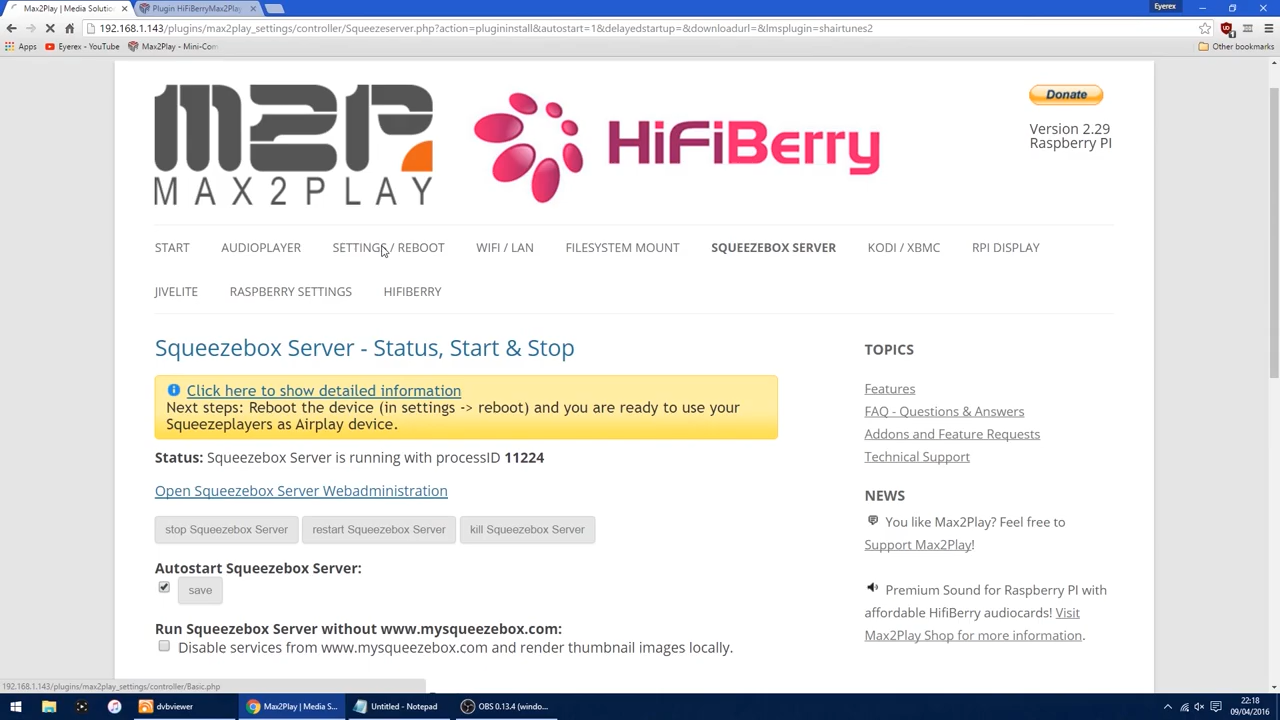 Max2Play | Media Solutio
Plugin HiFiBerryMax2Play
Eyerex
192.168.1.143/plugins/max2play_settings/controller/Squeezeserver.php?action=plugininstall&autostart=1&delayedstartup=&downloadurl=&lmsplugin=shairtunes2
Apps
Eyerex - YouTube
Max2Play - Mini-Com
Other bookmarks
M2P
MAX2PLAY
HiFiBerry
Donate
Version 2.29
Raspberry PI
START
AUDIOPLAYER
SETTINGS / REBOOT
WIFI / LAN
FILESYSTEM MOUNT
SQUEEZEBOX SERVER
KODI / XBMC
RPI DISPLAY
JIVELITE
RASPBERRY SETTINGS
HIFIBERRY
Squeezebox Server - Status, Start & Stop
Click here to show detailed information
Next steps: Reboot the device (in settings -> reboot) and you are ready to use your
Squeezeplayers as Airplay device.
Status: Squeezebox Server is running with processID 11224
Open Squeezebox Server Webadministration
stop Squeezebox Server
restart Squeezebox Server
kill Squeezebox Server
Autostart Squeezebox Server:
save
Run Squeezebox Server without www.mysqueezebox.com:
Disable services from www.mysqueezebox.com and render thumbnail images locally.
TOPICS
Features
FAQ - Questions & Answers
Addons and Feature Requests
Technical Support
NEWS
You like Max2Play? Feel free to
Support Max2Play!
Premium Sound for Raspberry PI with
affordable HifiBerry audiocards! Visit
Max2Play Shop for more information.
192.168.1.143/plugins/max2play_settings/controller/Basic.php
dvbviewer
Max2Play | Media S...
Untitled - Notepad
OBS 0.13.4 (windo...
22:18
09/04/2016